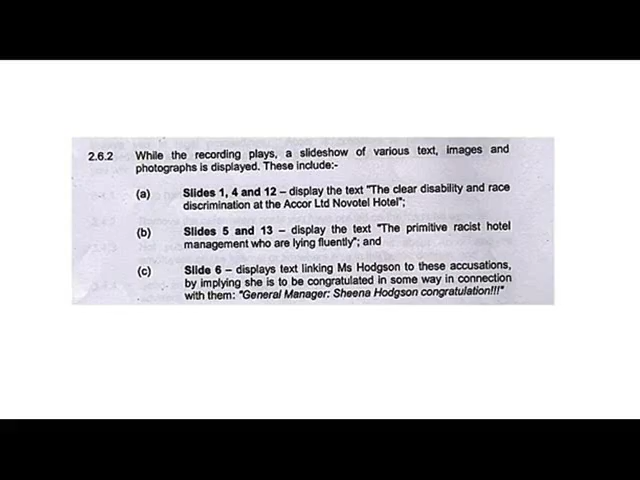 2.6.2 While the recording plays, a slideshow of various text, images and
photographs is displayed. These include:-
(a) Slides 1, 4 and 12 – display the text "The clear disability and race
discrimination at the Accor Ltd Novotel Hotel";
(b) Slides 5 and 13 – display the text "The primitive racist hotel
management who are lying fluently"; and
(c) Slide 6 – displays text linking Ms Hodgson to these accusations,
by implying she is to be congratulated in some way in connection
with them: "General Manager: Sheena Hodgson congratulation!!!"